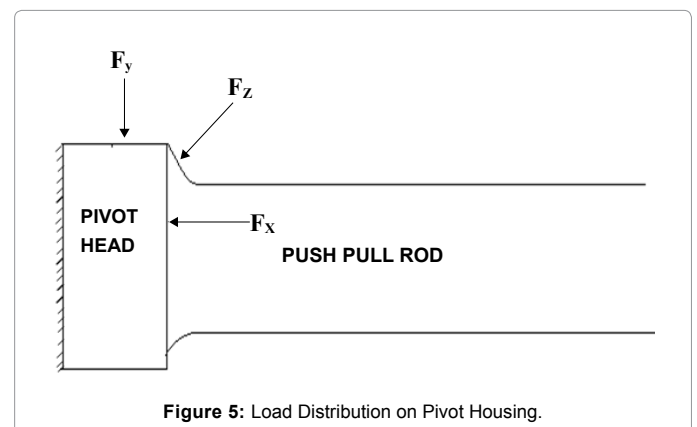 Fy
FZ
PIVOT
HEAD
FX
PUSH PULL ROD
Figure 5: Load Distribution on Pivot Housing.